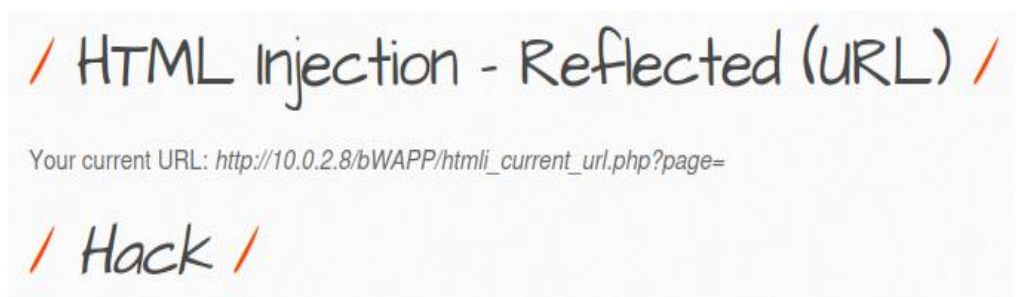 / HTML Injection - Reflected (URL) /
Your current URL: http://10.0.2.8/bWAPP/htmli_current_url.php?page=
/ Hack /